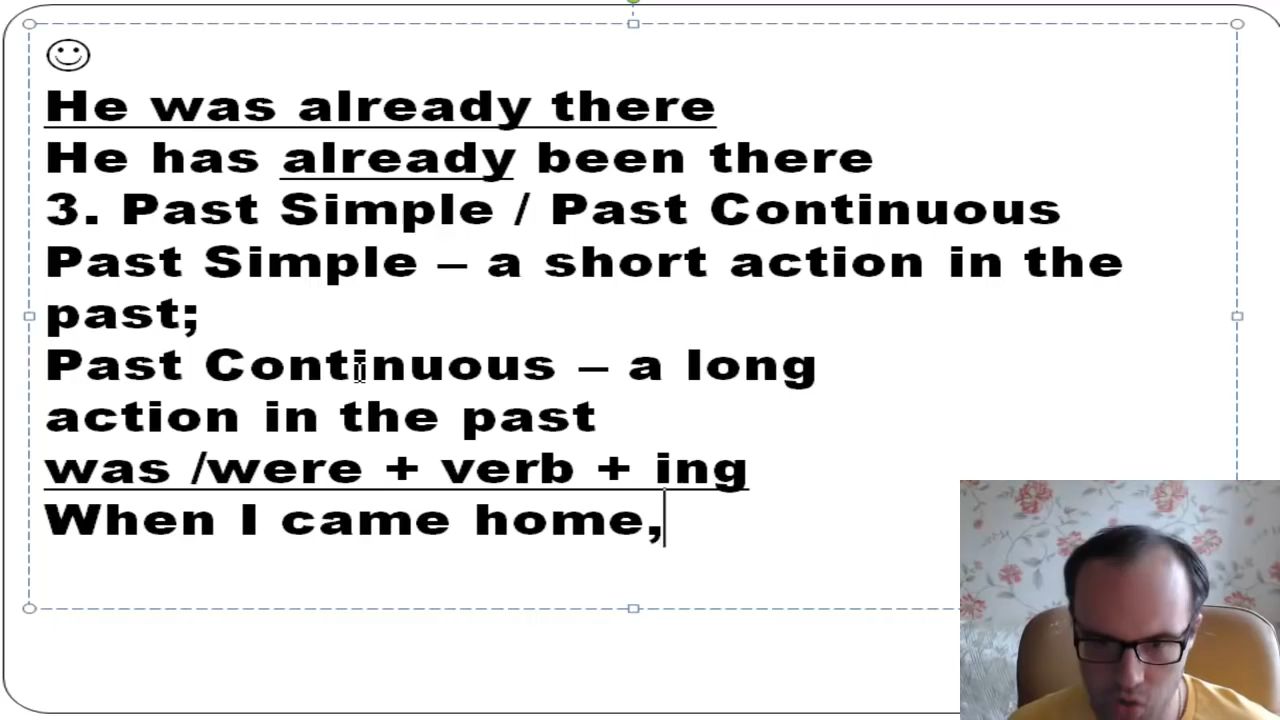 He was already there
He has already been there
3. Past Simple / Past Continuous
Past Simple – a short action in the
past;
Past Continuous – a long
action in the past
was /were + verb + ing
When I came home,